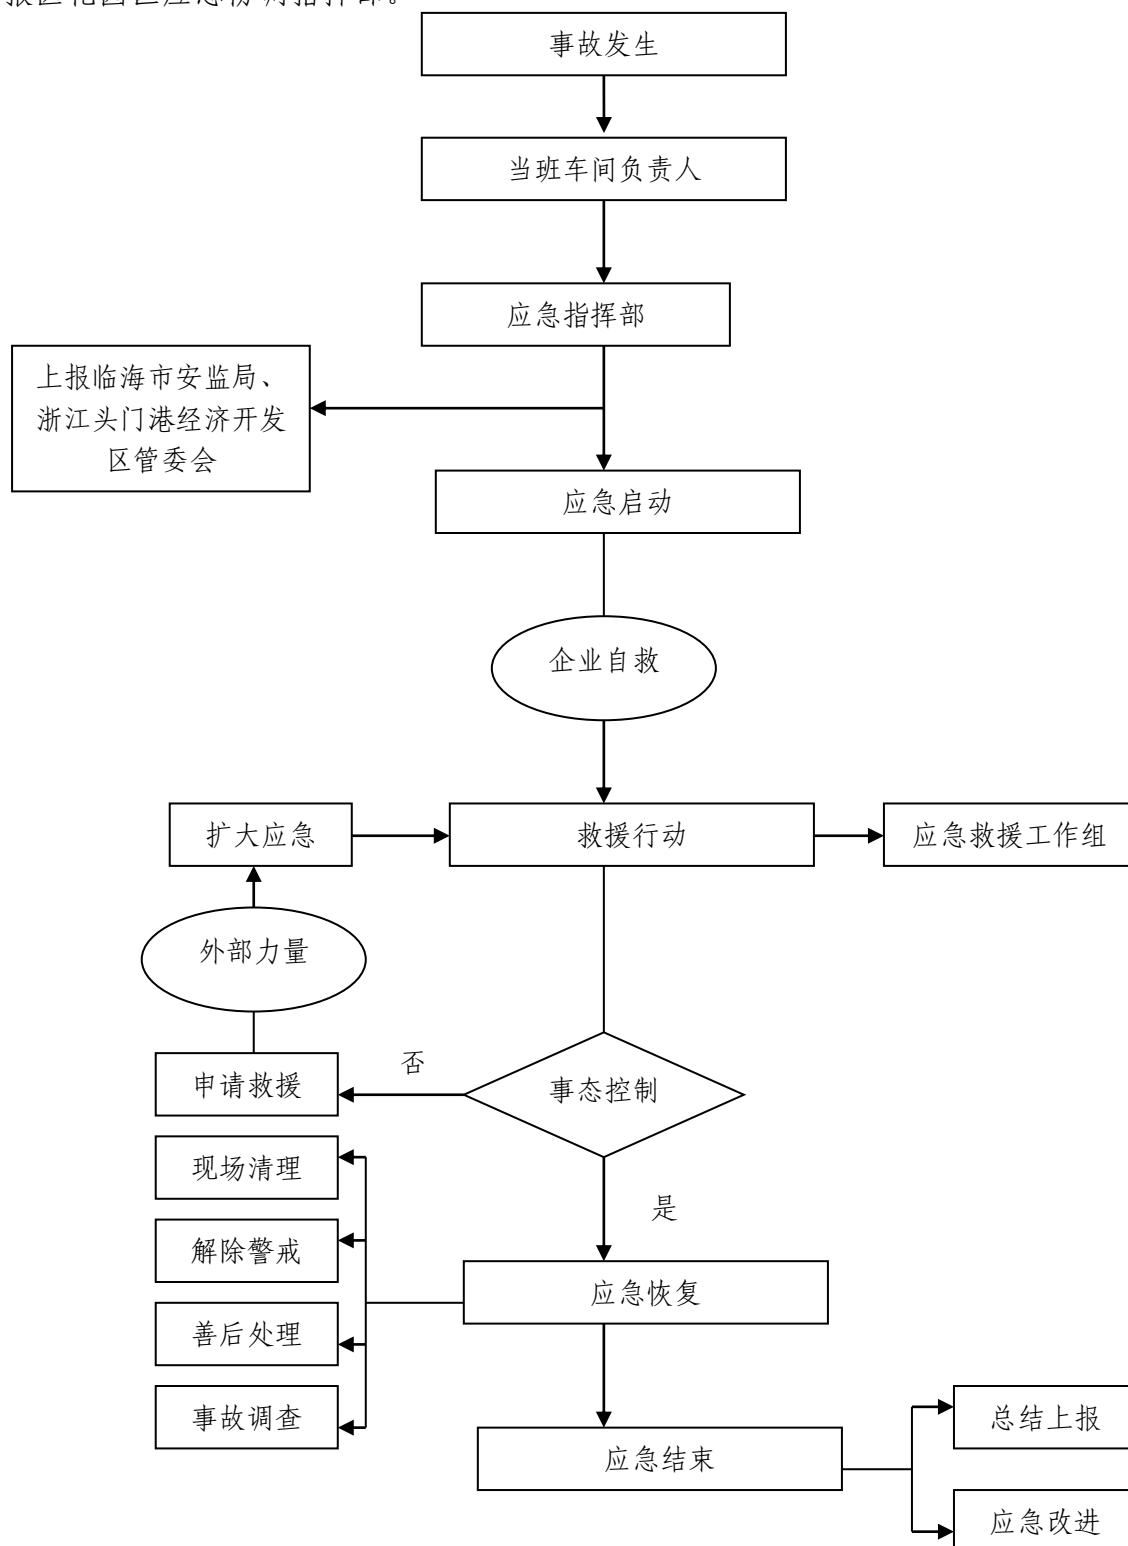 事故发生
当班车间负责人
应急指挥部
上报临海市安监局、
浙江头门港经济开发
区管委会
应急启动
企业自救
扩大应急
救援行动
应急救援工作组
外部力量
否
申请救援
事态控制
现场清理
是
解除警戒
应急恢复
善后处理
事故调查
总结上报
应急结束
应急改进